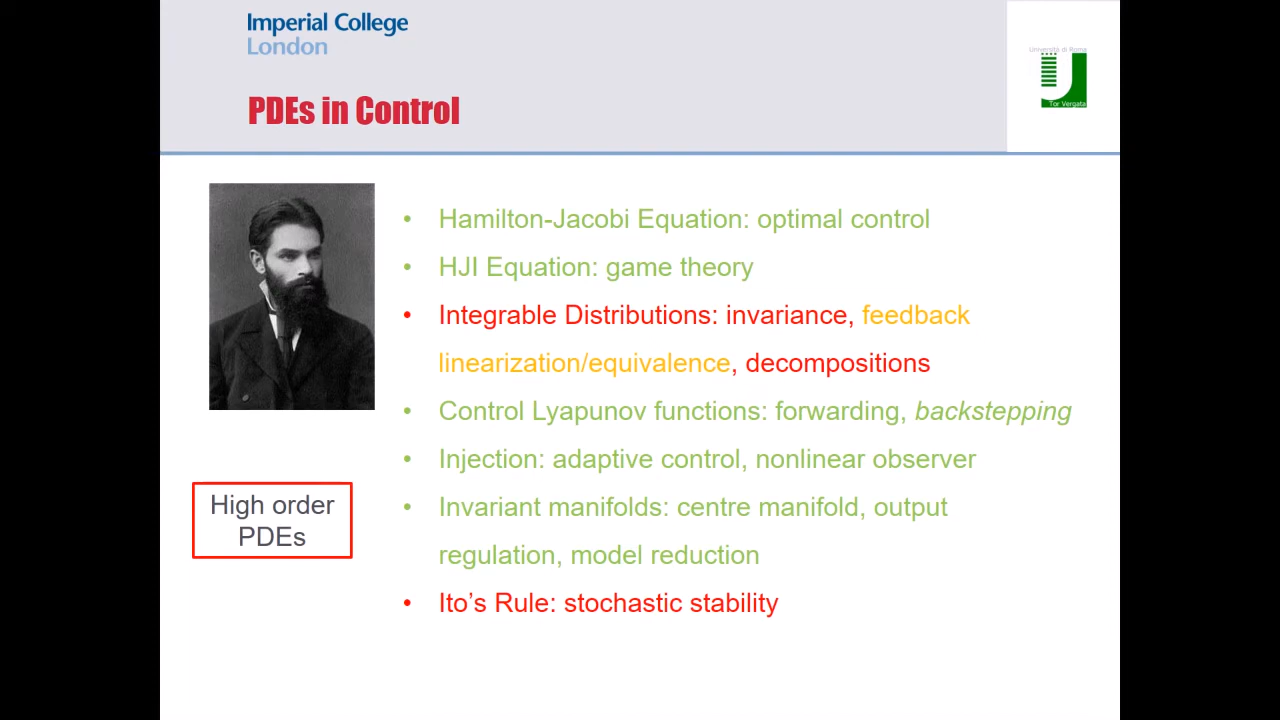 Imperial College
London
Università di Roma
Tor Vergata
PDEs in Control
• Hamilton-Jacobi Equation: optimal control
• HJI Equation: game theory
• Integrable Distributions: invariance, feedback
linearization/equivalence, decompositions
• Control Lyapunov functions: forwarding, backstepping
• Injection: adaptive control, nonlinear observer
• Invariant manifolds: centre manifold, output
regulation, model reduction
• Ito’s Rule: stochastic stability
High order
PDEs